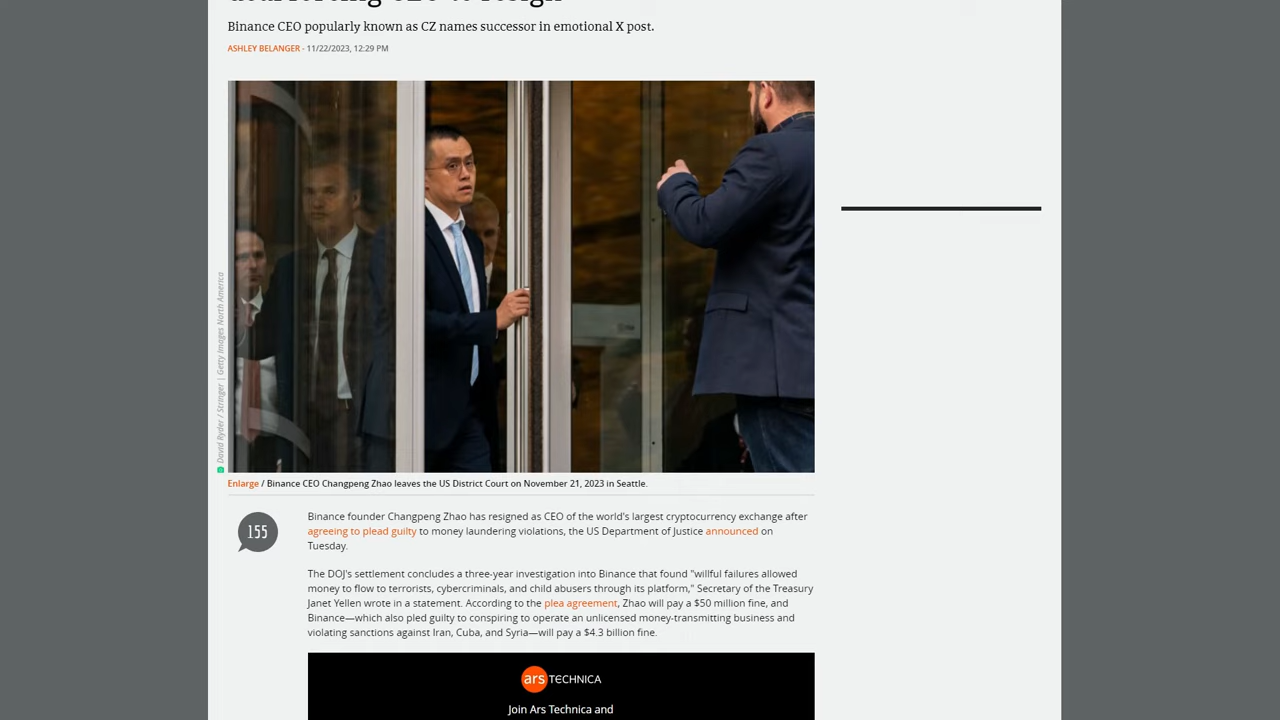 Binance CEO popularly known as CZ names successor in emotional X post.
ASHLEY BELANGER - 11/22/2023, 12:29 PM
David Ryder / Stringer | Getty Images North America
Enlarge / Binance CEO Changpeng Zhao leaves the US District Court on November 21, 2023 in Seattle.
155
Binance founder Changpeng Zhao has resigned as CEO of the world's largest cryptocurrency exchange after
agreeing to plead guilty to money laundering violations, the US Department of Justice announced on
Tuesday.
The DOJ's settlement concludes a three-year investigation into Binance that found "willful failures allowed
money to flow to terrorists, cybercriminals, and child abusers through its platform," Secretary of the Treasury
Janet Yellen wrote in a statement. According to the plea agreement, Zhao will pay a $50 million fine, and
Binance—which also pled guilty to conspiring to operate an unlicensed money-transmitting business and
violating sanctions against Iran, Cuba, and Syria—will pay a $4.3 billion fine.
ars TECHNICA
Join Ars Technica and